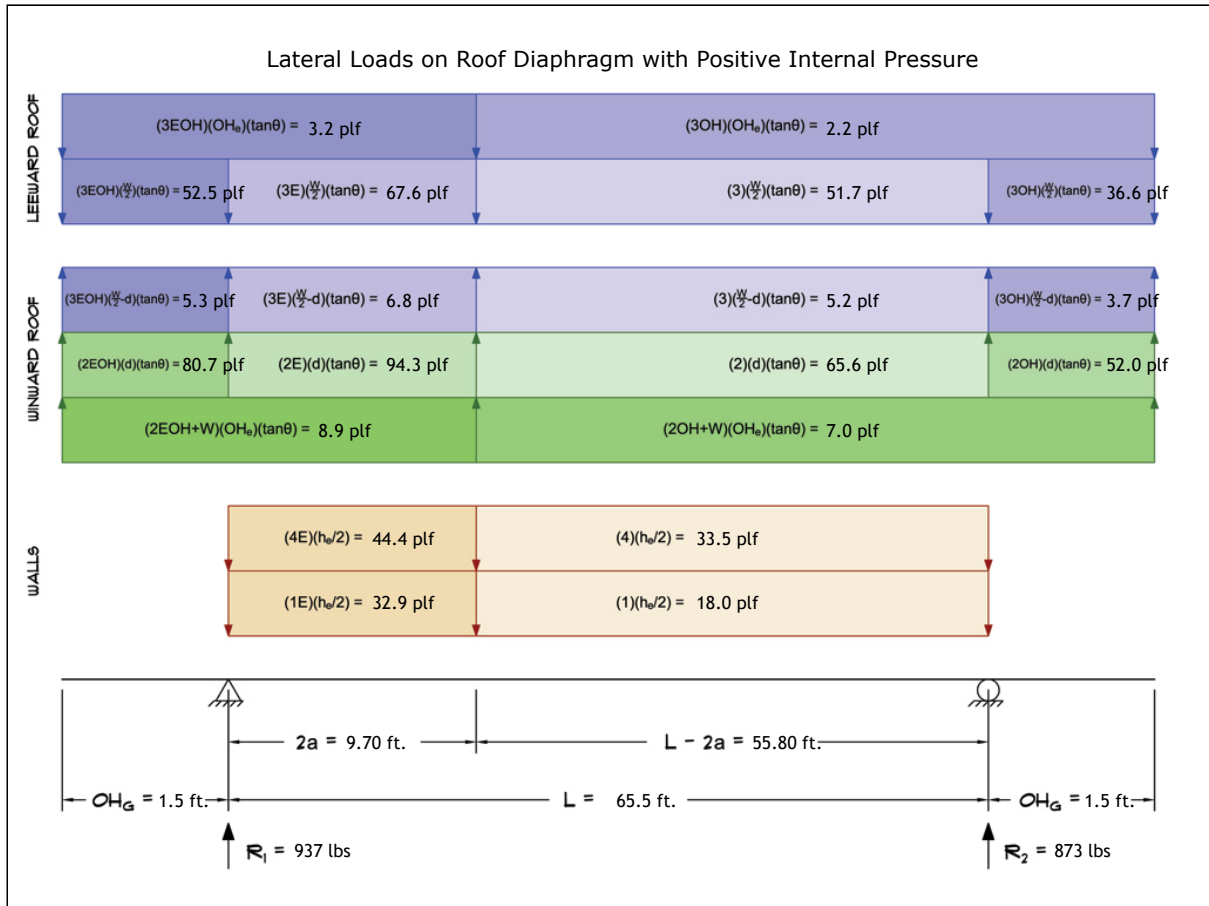 Lateral Loads on Roof Diaphragm with Positive Internal Pressure
LEEWARD ROOF
(3EOH)(OHₑ)(tanθ) = 3.2 plf
(3OH)(OHₑ)(tanθ) = 2.2 plf
(3EOH)(W/2)(tanθ) = 52.5 plf
(3E)(W/2)(tanθ) = 67.6 plf
(3)(W/2)(tanθ) = 51.7 plf
(3OH)(W/2)(tanθ) = 36.6 plf
WINWARD ROOF
(3EOH)(W/2-d)(tanθ) = 5.3 plf
(3E)(W/2-d)(tanθ) = 6.8 plf
(3)(W/2-d)(tanθ) = 5.2 plf
(3OH)(W/2-d)(tanθ) = 3.7 plf
(2EOH)(d)(tanθ) = 80.7 plf
(2E)(d)(tanθ) = 94.3 plf
(2)(d)(tanθ) = 65.6 plf
(2OH)(d)(tanθ) = 52.0 plf
(2EOH+W)(OHₑ)(tanθ) = 8.9 plf
(2OH+W)(OHₑ)(tanθ) = 7.0 plf
WALLS
(4E)(hₑ/2) = 44.4 plf
(4)(hₑ/2) = 33.5 plf
(1E)(hₑ/2) = 32.9 plf
(1)(hₑ/2) = 18.0 plf
2a = 9.70 ft.
L - 2a = 55.80 ft.
OH_G = 1.5 ft.
L = 65.5 ft.
OH_G = 1.5 ft.
R₁ = 937 lbs
R₂ = 873 lbs